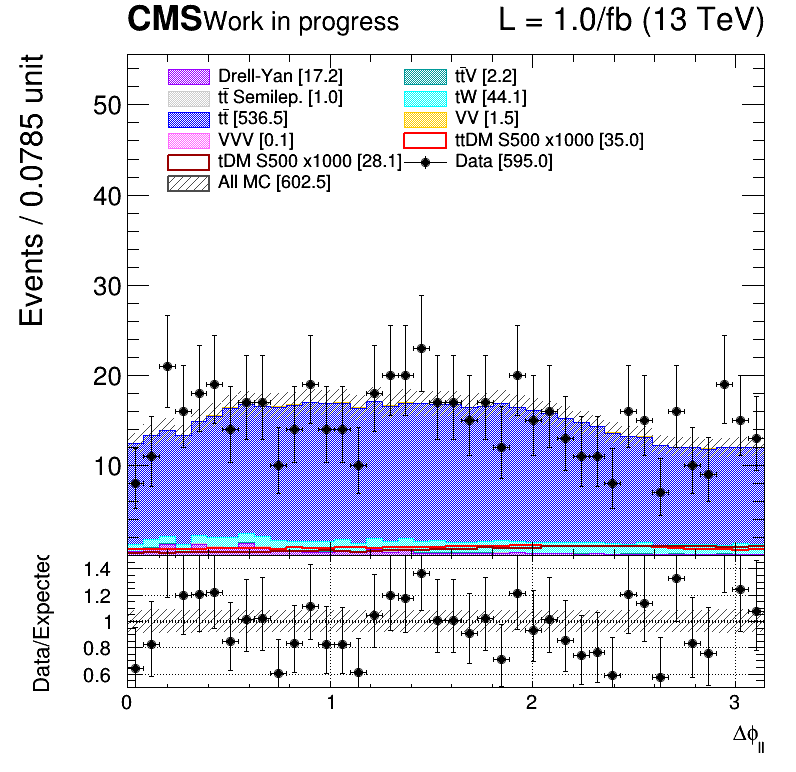 CMS Work in progress L = 1.0/fb (13 TeV)
Drell-Yan [17.2] tt̄V [2.2]
tt̄ Semilep. [1.0] tW [44.1]
tt̄ [536.5] VV [1.5]
VVV [0.1] ttDM S500 x1000 [35.0]
tDM S500 x1000 [28.1] Data [595.0]
All MC [602.5]
Events / 0.0785 unit
50
40
30
20
10
Data/Expected
1.4
1.2
1
0.8
0.6
0 1 2 3
Δϕll